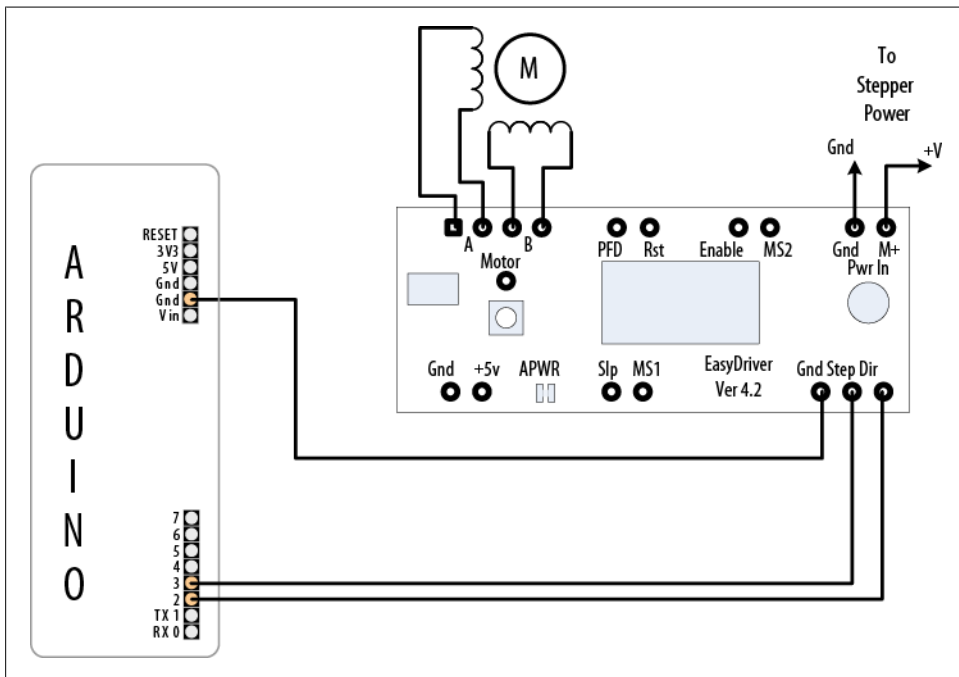 M
To
Stepper
Power
Gnd
+V
A
B
Motor
PFD
Rst
Enable
MS2
Gnd
M+
Pwr In
Gnd
+5v
APWR
Slp
MS1
EasyDriver
Ver 4.2
Gnd Step Dir
ARDUINO
RESET
3V3
5V
Gnd
Gnd
Vin
7
6
5
4
3
2
TX 1
RX 0